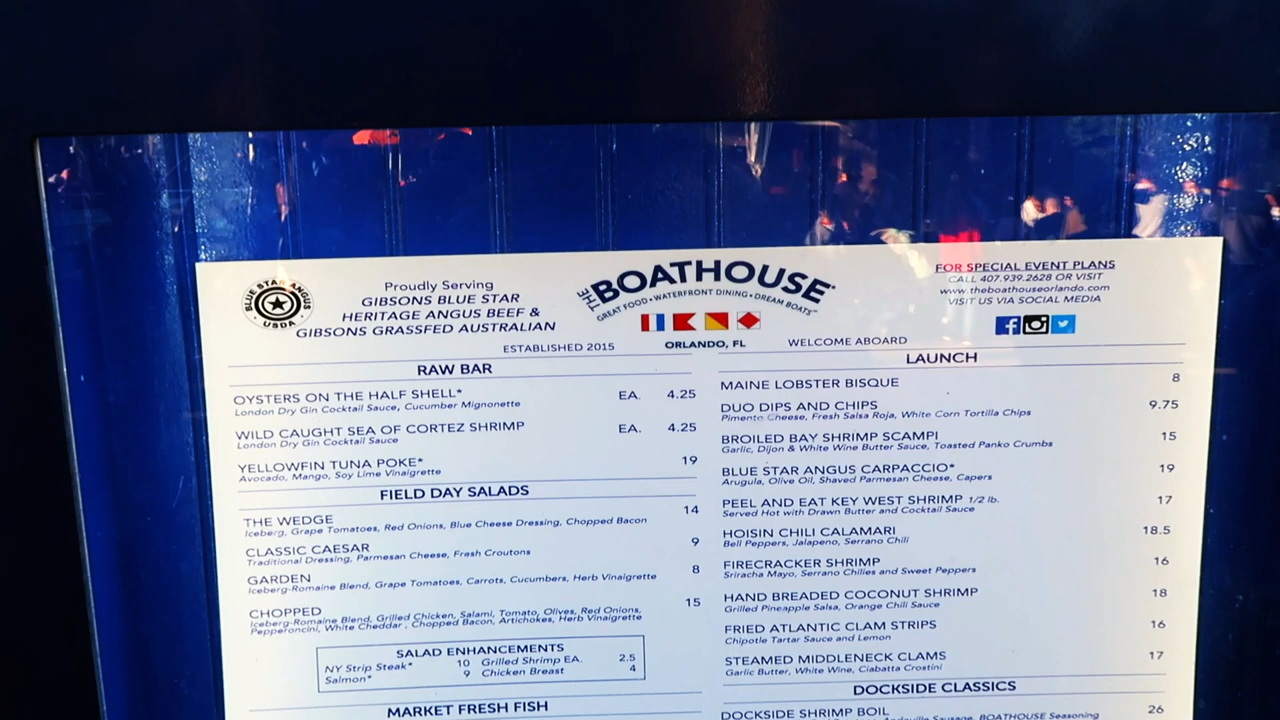 BLUE STAR ANGUS
USDA
Proudly Serving
GIBSONS BLUE STAR
HERITAGE ANGUS BEEF &
GIBSONS GRASSFED AUSTRALIAN
THE BOATHOUSE
GREAT FOOD • WATERFRONT DINING • DREAM BOATS
FOR SPECIAL EVENT PLANS
CALL 407.939.2628 OR VISIT
www.theboathouseorlando.com
VISIT US VIA SOCIAL MEDIA
ESTABLISHED 2015
ORLANDO, FL
WELCOME ABOARD
RAW BAR
OYSTERS ON THE HALF SHELL* EA. 4.25
London Dry Gin Cocktail Sauce, Cucumber Mignonette
WILD CAUGHT SEA OF CORTEZ SHRIMP EA. 4.25
London Dry Gin Cocktail Sauce
YELLOWFIN TUNA POKE* 19
Avocado, Mango, Soy Lime Vinaigrette
FIELD DAY SALADS
THE WEDGE 14
Iceberg, Grape Tomatoes, Red Onions, Blue Cheese Dressing, Chopped Bacon
CLASSIC CAESAR 9
Traditional Dressing, Parmesan Cheese, Fresh Croutons
GARDEN 8
Iceberg-Romaine Blend, Grape Tomatoes, Carrots, Cucumbers, Herb Vinaigrette
CHOPPED 15
Iceberg-Romaine Blend, Grilled Chicken, Salami, Tomato, Olives, Red Onions,
Pepperoncini, White Cheddar , Chopped Bacon, Artichokes, Herb Vinaigrette
SALAD ENHANCEMENTS
NY Strip Steak* 10 Grilled Shrimp EA. 2.5
Salmon* 9 Chicken Breast 4
MARKET FRESH FISH
LAUNCH
MAINE LOBSTER BISQUE 8
DUO DIPS AND CHIPS 9.75
Pimento Cheese, Fresh Salsa Roja, White Corn Tortilla Chips
BROILED BAY SHRIMP SCAMPI 15
Garlic, Dijon & White Wine Butter Sauce, Toasted Panko Crumbs
BLUE STAR ANGUS CARPACCIO* 19
Arugula, Olive Oil, Shaved Parmesan Cheese, Capers
PEEL AND EAT KEY WEST SHRIMP 1/2 lb. 17
Served Hot with Drawn Butter and Cocktail Sauce
HOISIN CHILI CALAMARI 18.5
Bell Peppers, Jalapeno, Serrano Chili
FIRECRACKER SHRIMP 16
Sriracha Mayo, Serrano Chilies and Sweet Peppers
HAND BREADED COCONUT SHRIMP 18
Grilled Pineapple Salsa, Orange Chili Sauce
FRIED ATLANTIC CLAM STRIPS 16
Chipotle Tartar Sauce and Lemon
STEAMED MIDDLENECK CLAMS 17
Garlic Butter, White Wine, Ciabatta Crostini
DOCKSIDE CLASSICS
DOCKSIDE SHRIMP BOIL 26
Sausage, BOATHOUSE Seasoning